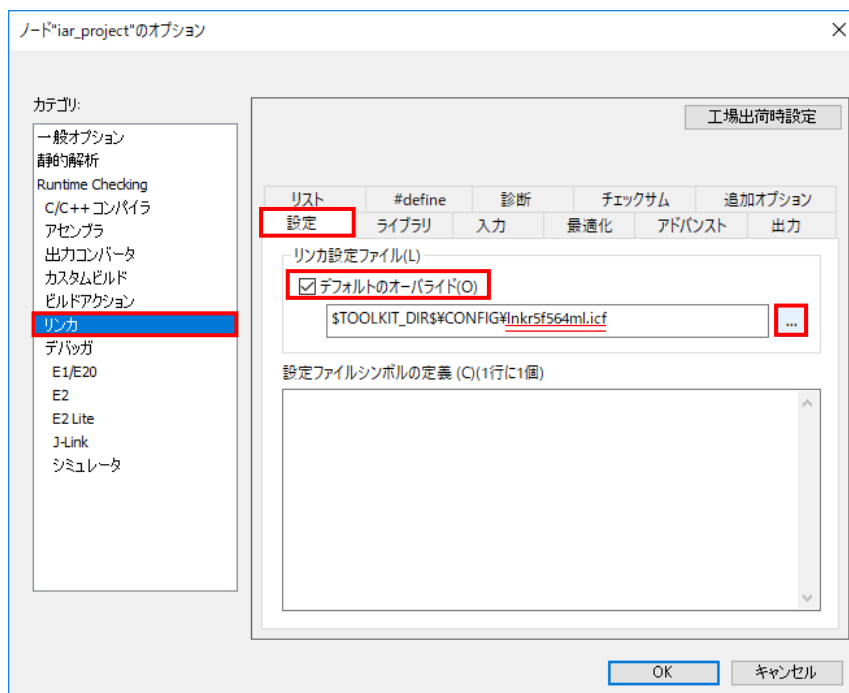 ノード"iar_project"のオプション
カテゴリ:
一般オプション
静的解析
Runtime Checking
C/C++ コンパイラ
アセンブラ
出力コンバータ
カスタムビルド
ビルドアクション
リンカ
デバッガ
E1/E20
E2
E2 Lite
J-Link
シミュレータ
工場出荷時設定
リスト #define 診断 チェックサム 追加オプション
設定 ライブラリ 入力 最適化 アドバンスト 出力
リンカ設定ファイル(L)
デフォルトのオーバライド(O)
$TOOLKIT_DIR$¥CONFIG¥lnkr5f564ml.icf ...
設定ファイルシンボルの定義 (C)(1行に1個)
OK キャンセル